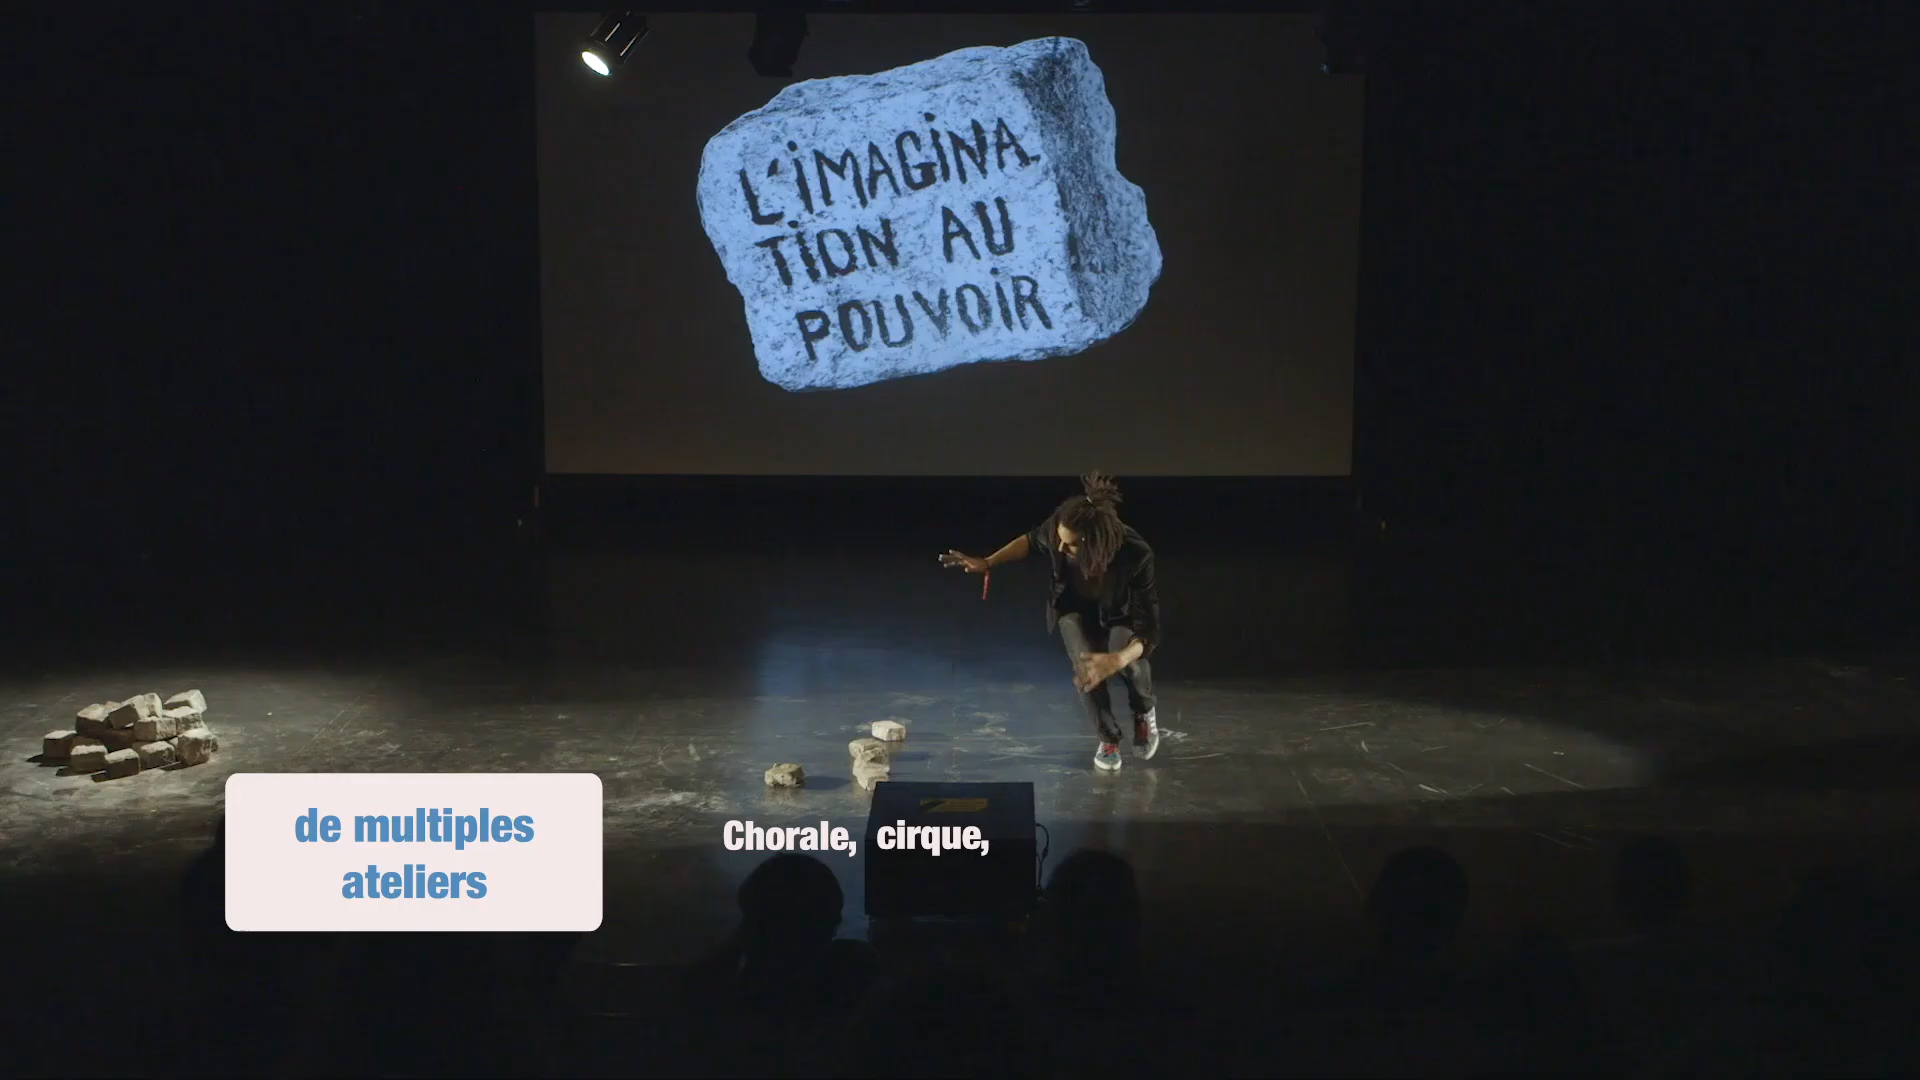 L'iMAGiNA
TiON AU
POUVOiR
de multiples
ateliers
Chorale, cirque,